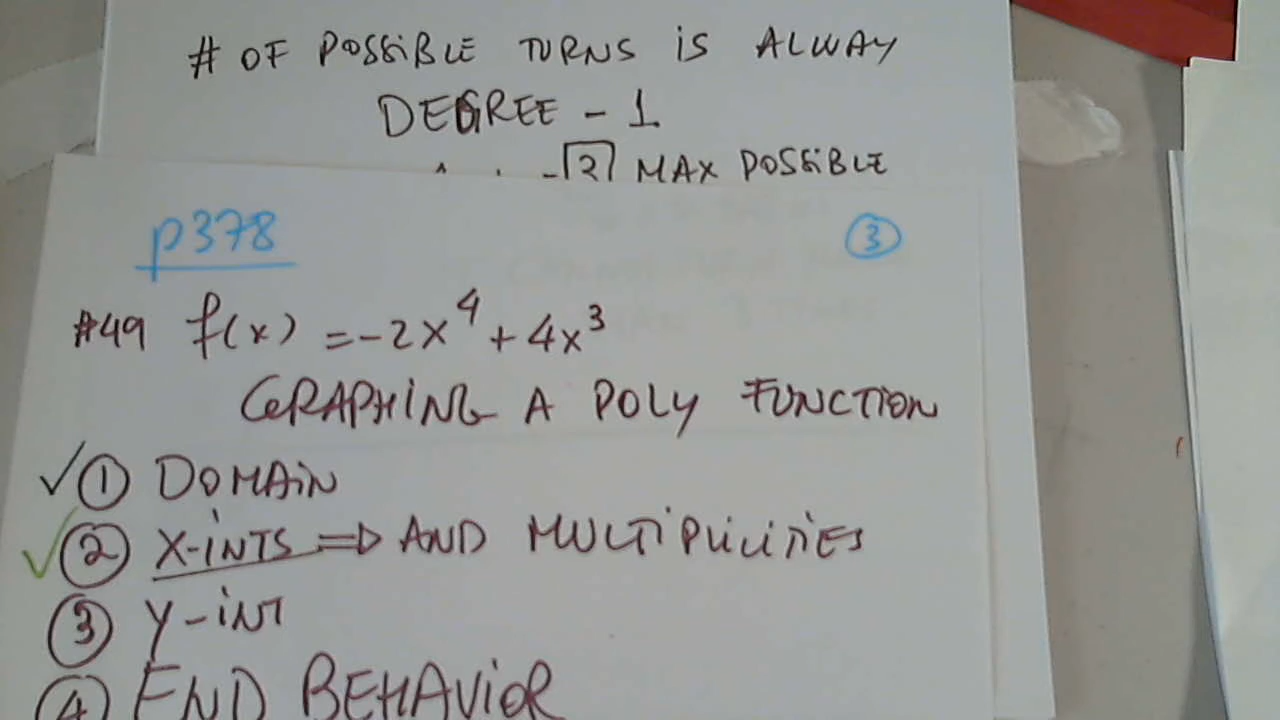 # OF POSSIBLE TURNS IS ALWAY
DEGREE - 1
-2 MAX POSSIBLE
p378
3
#49 f(x) = -2x⁴ + 4x³
GRAPHING A POLY FUNCTION
✓ ① DOMAIN
✓ ② X-INTS ⇒ AND MULTIPLICITIES
③ Y-INT
④ END BEHAVIOR